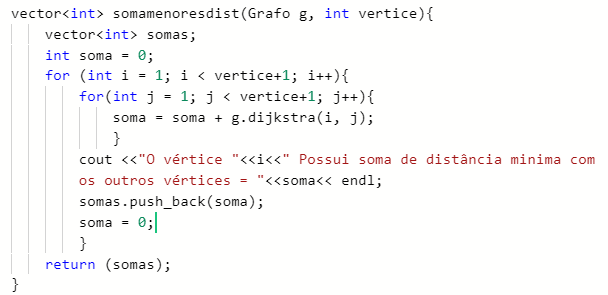 vector<int> somamenoresdist(Grafo g, int vertice){
    vector<int> somas;
    int soma = 0;
    for (int i = 1; i < vertice+1; i++){
        for(int j = 1; j < vertice+1; j++){
            soma = soma + g.dijkstra(i, j);
            }
        cout <<"O vértice "<<i<<" Possui soma de distância minima com
        os outros vértices = "<<soma<< endl;
        somas.push_back(soma);
        soma = 0;
        }
    return (somas);
}